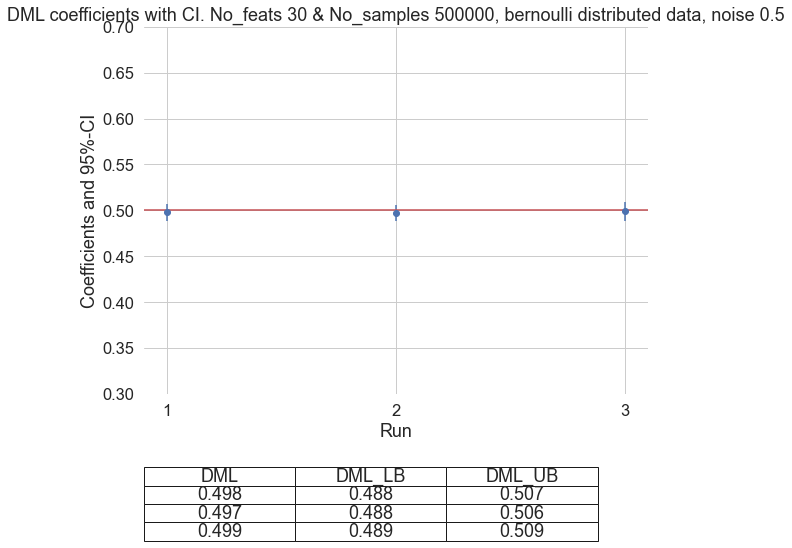 DML coefficients with CI. No_feats 30 & No_samples 500000, bernoulli distributed data, noise 0.5
0.70
0.65
0.60
0.55
0.50
0.45
0.40
0.35
0.30
Coefficients and 95%-CI
1 2 3
Run
DML DML_LB DML_UB
0.498 0.488 0.507
0.497 0.488 0.506
0.499 0.489 0.509